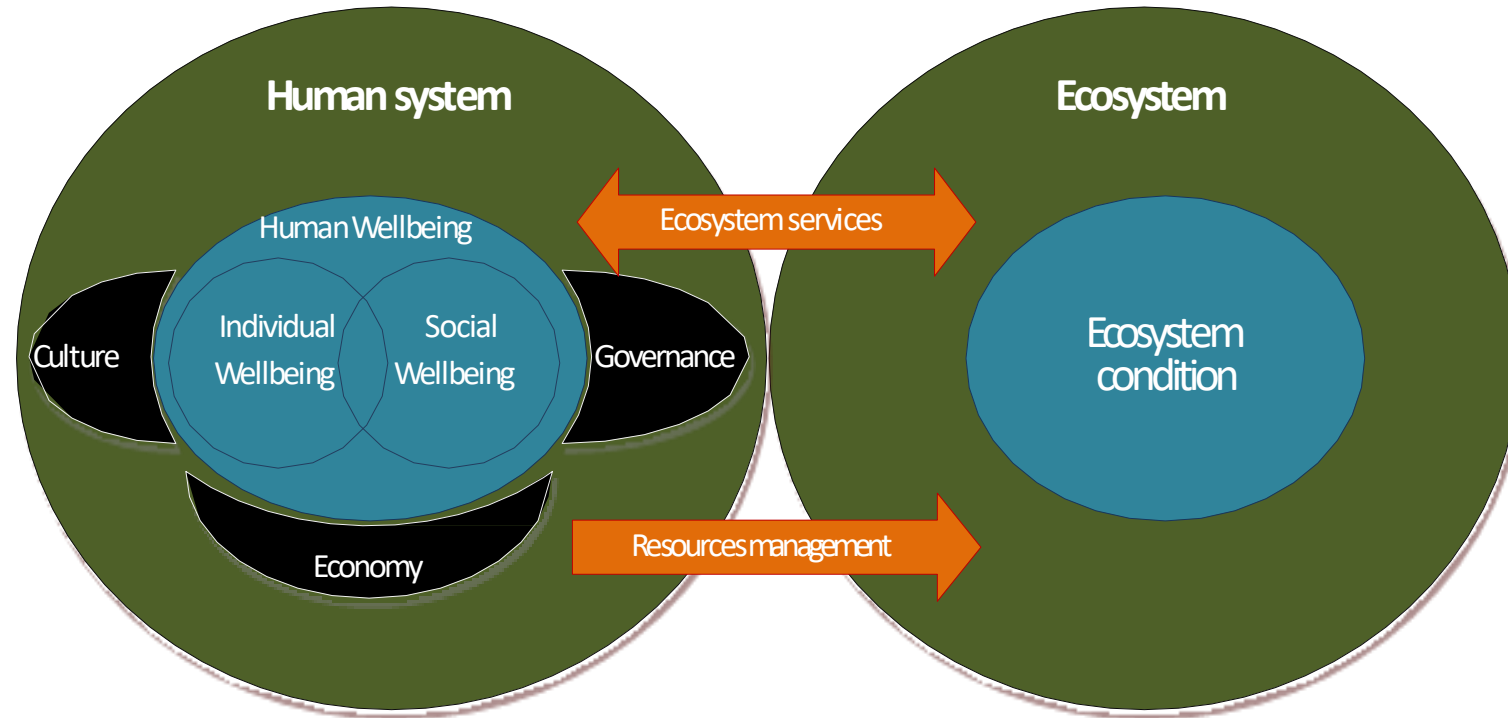 Human system
Ecosystem
Ecosystem services
Human Wellbeing
Individual
Wellbeing
Social
Wellbeing
Culture
Governance
Ecosystem
condition
Resources management
Economy